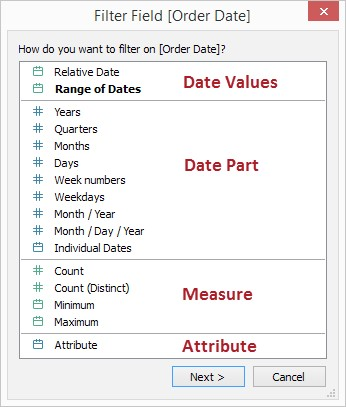 Filter Field [Order Date]
How do you want to filter on [Order Date]?
Relative Date
Range of Dates
Date Values
Years
Quarters
Months
Days
Week numbers
Weekdays
Month / Year
Month / Day / Year
Individual Dates
Date Part
Count
Count (Distinct)
Minimum
Maximum
Measure
Attribute
Attribute
Next >
Cancel